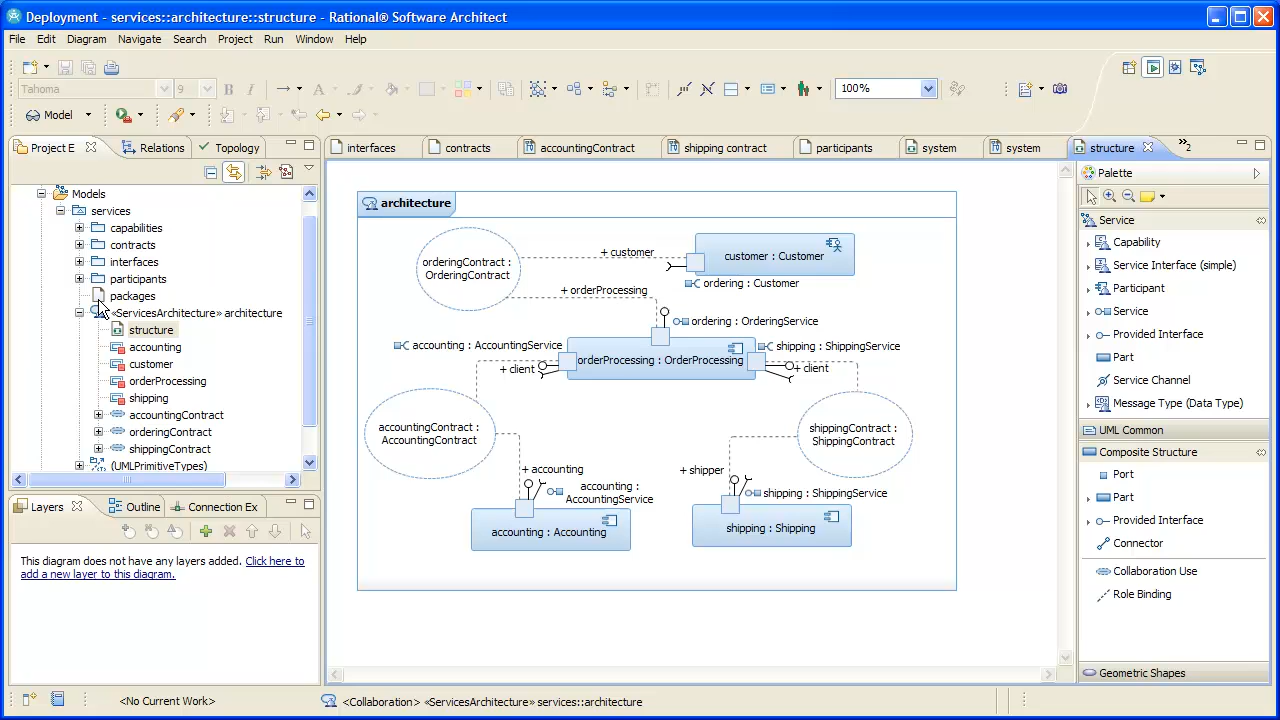 Deployment - services::architecture::structure - Rational® Software Architect
File Edit Diagram Navigate Search Project Run Window Help
Tahoma 9 B I A 100%
Model
Project E Relations Topology
interfaces contracts accountingContract shipping contract participants system system structure »2
Models
services
capabilities
contracts
interfaces
participants
packages
«ServicesArchitecture» architecture
structure
accounting
customer
orderProcessing
shipping
accountingContract
orderingContract
shippingContract
(UMLPrimitiveTypes)
Layers Outline Connection Ex
This diagram does not have any layers added. Click here to
add a new layer to this diagram.
architecture
orderingContract :
OrderingContract
+ customer
customer : Customer
ordering : Customer
+ orderProcessing
ordering : OrderingService
accounting : AccountingService
shipping : ShippingService
orderProcessing : OrderProcessing
+ client
+ client
accountingContract :
AccountingContract
shippingContract :
ShippingContract
+ accounting
accounting :
AccountingService
+ shipper
shipping : ShippingService
accounting : Accounting
shipping : Shipping
Palette
Service
Capability
Service Interface (simple)
Participant
Service
Provided Interface
Part
Service Channel
Message Type (Data Type)
UML Common
Composite Structure
Port
Part
Provided Interface
Connector
Collaboration Use
Role Binding
Geometric Shapes
<No Current Work>
<Collaboration> «ServicesArchitecture» services::architecture